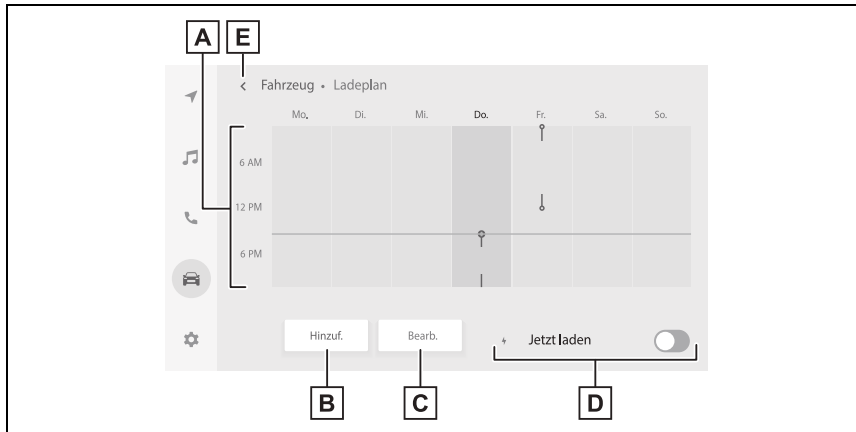 A E
< Fahrzeug • Ladeplan
Mo. Di. Mi. Do. Fr. Sa. So.
6 AM
12 PM
6 PM
Hinzuf. Bearb. Jetzt laden
B C D